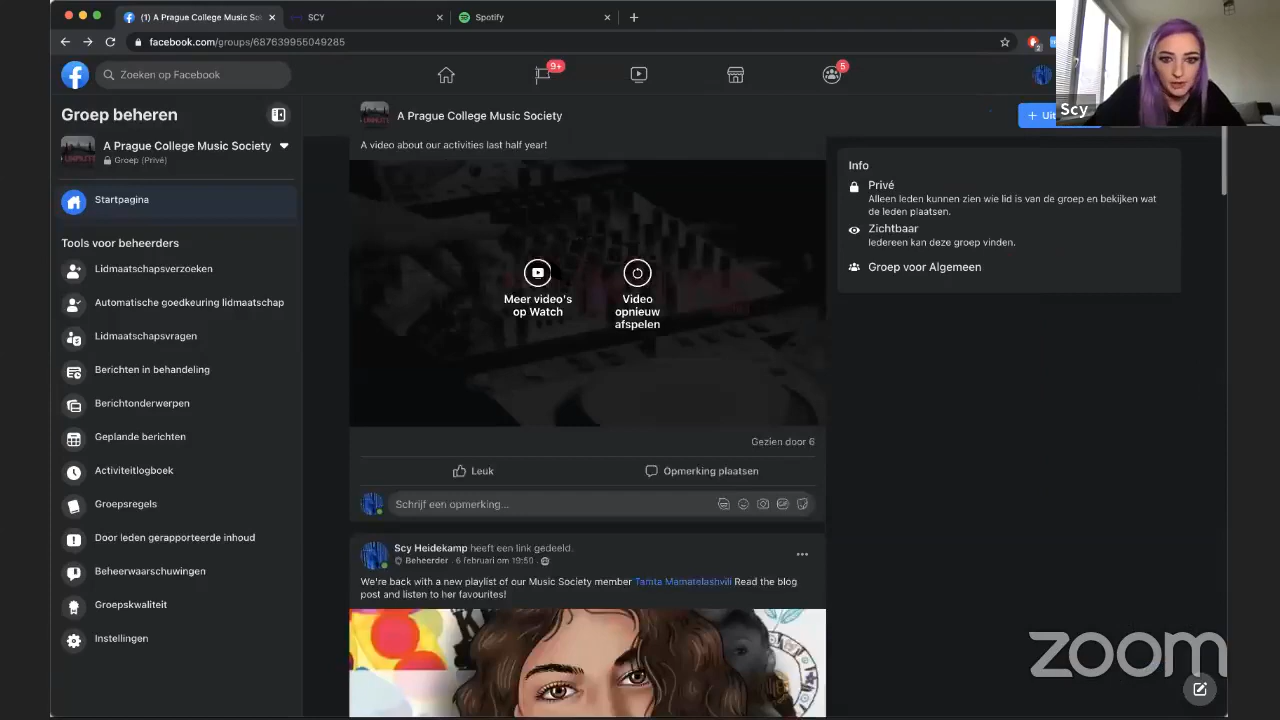 (1) A Prague College Music So
SCY
Spotify
facebook.com/groups/687639955049285
2
Zoeken op Facebook
9+
5
Scy
Groep beheren
A Prague College Music Society
Groep (Privé)
Startpagina
Tools voor beheerders
Lidmaatschapsverzoeken
Automatische goedkeuring lidmaatschap
Lidmaatschapsvragen
Berichten in behandeling
Berichtonderwerpen
Geplande berichten
Activiteitlogboek
Groepsregels
Door leden gerapporteerde inhoud
Beheerwaarschuwingen
Groepskwaliteit
Instellingen
A Prague College Music Society
+ Uit
A video about our activities last half year!
Meer video's
op Watch
Video
opnieuw
afspelen
Gezien door 6
Leuk
Opmerking plaatsen
Schrijf een opmerking...
GIF
Scy Heidekamp heeft een link gedeeld.
Beheerder · 6 februari om 19:50 ·
We're back with a new playlist of our Music Society member Tamta Mamatelashvili Read the blog
post and listen to her favourites!
Info
Privé
Alleen leden kunnen zien wie lid is van de groep en bekijken wat
de leden plaatsen.
Zichtbaar
Iedereen kan deze groep vinden.
Groep voor Algemeen
zoom